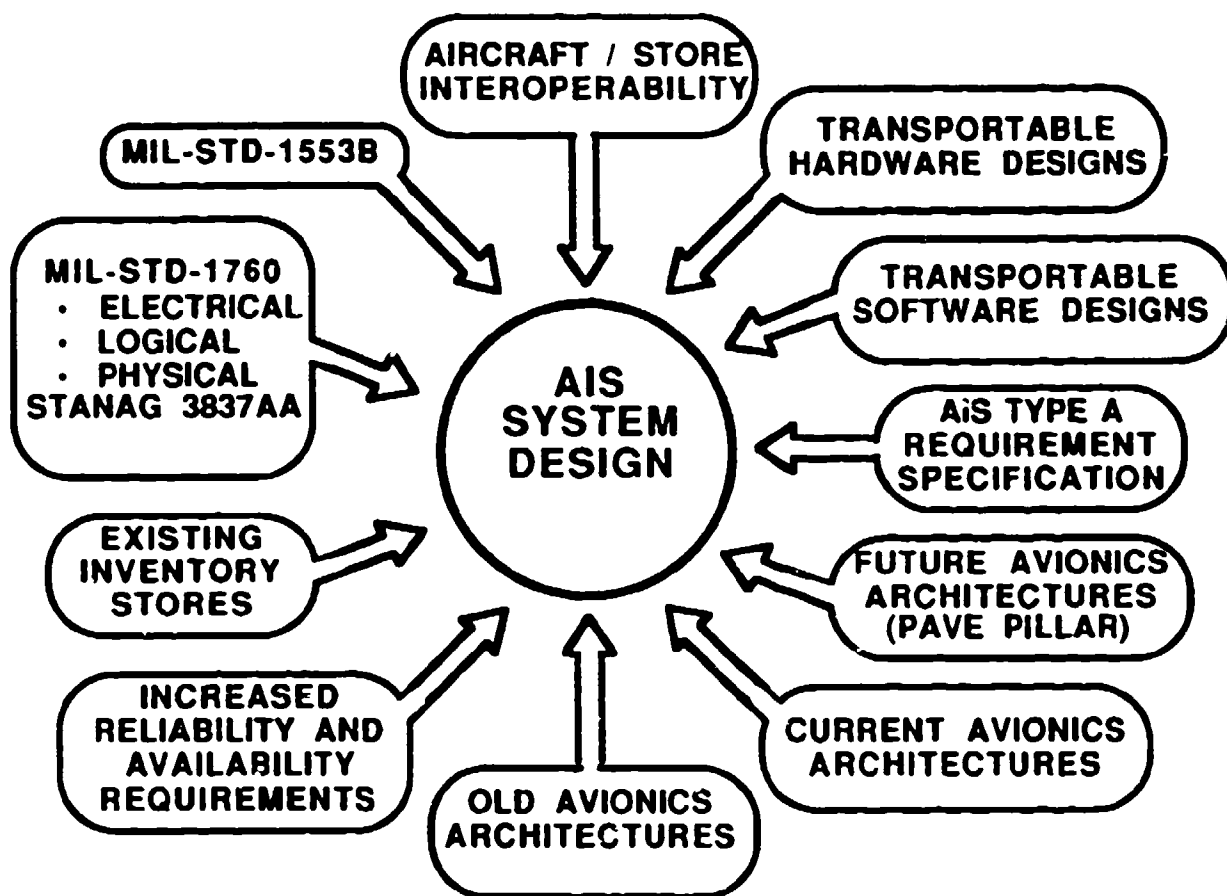 AIRCRAFT / STORE
INTEROPERABILITY
TRANSPORTABLE
HARDWARE DESIGNS
MIL-STD-1553B
MIL-STD-1760
· ELECTRICAL
· LOGICAL
· PHYSICAL
STANAG 3837AA
TRANSPORTABLE
SOFTWARE DESIGNS
AIS
SYSTEM
DESIGN
AiS TYPE A
REQUIREMENT
SPECIFICATION
EXISTING
INVENTORY
STORES
FUTURE AVIONICS
ARCHITECTURES
(PAVE PILLAR)
INCREASED
RELIABILITY AND
AVAILABILITY
REQUIREMENTS
OLD AVIONICS
ARCHITECTURES
CURRENT AVIONICS
ARCHITECTURES